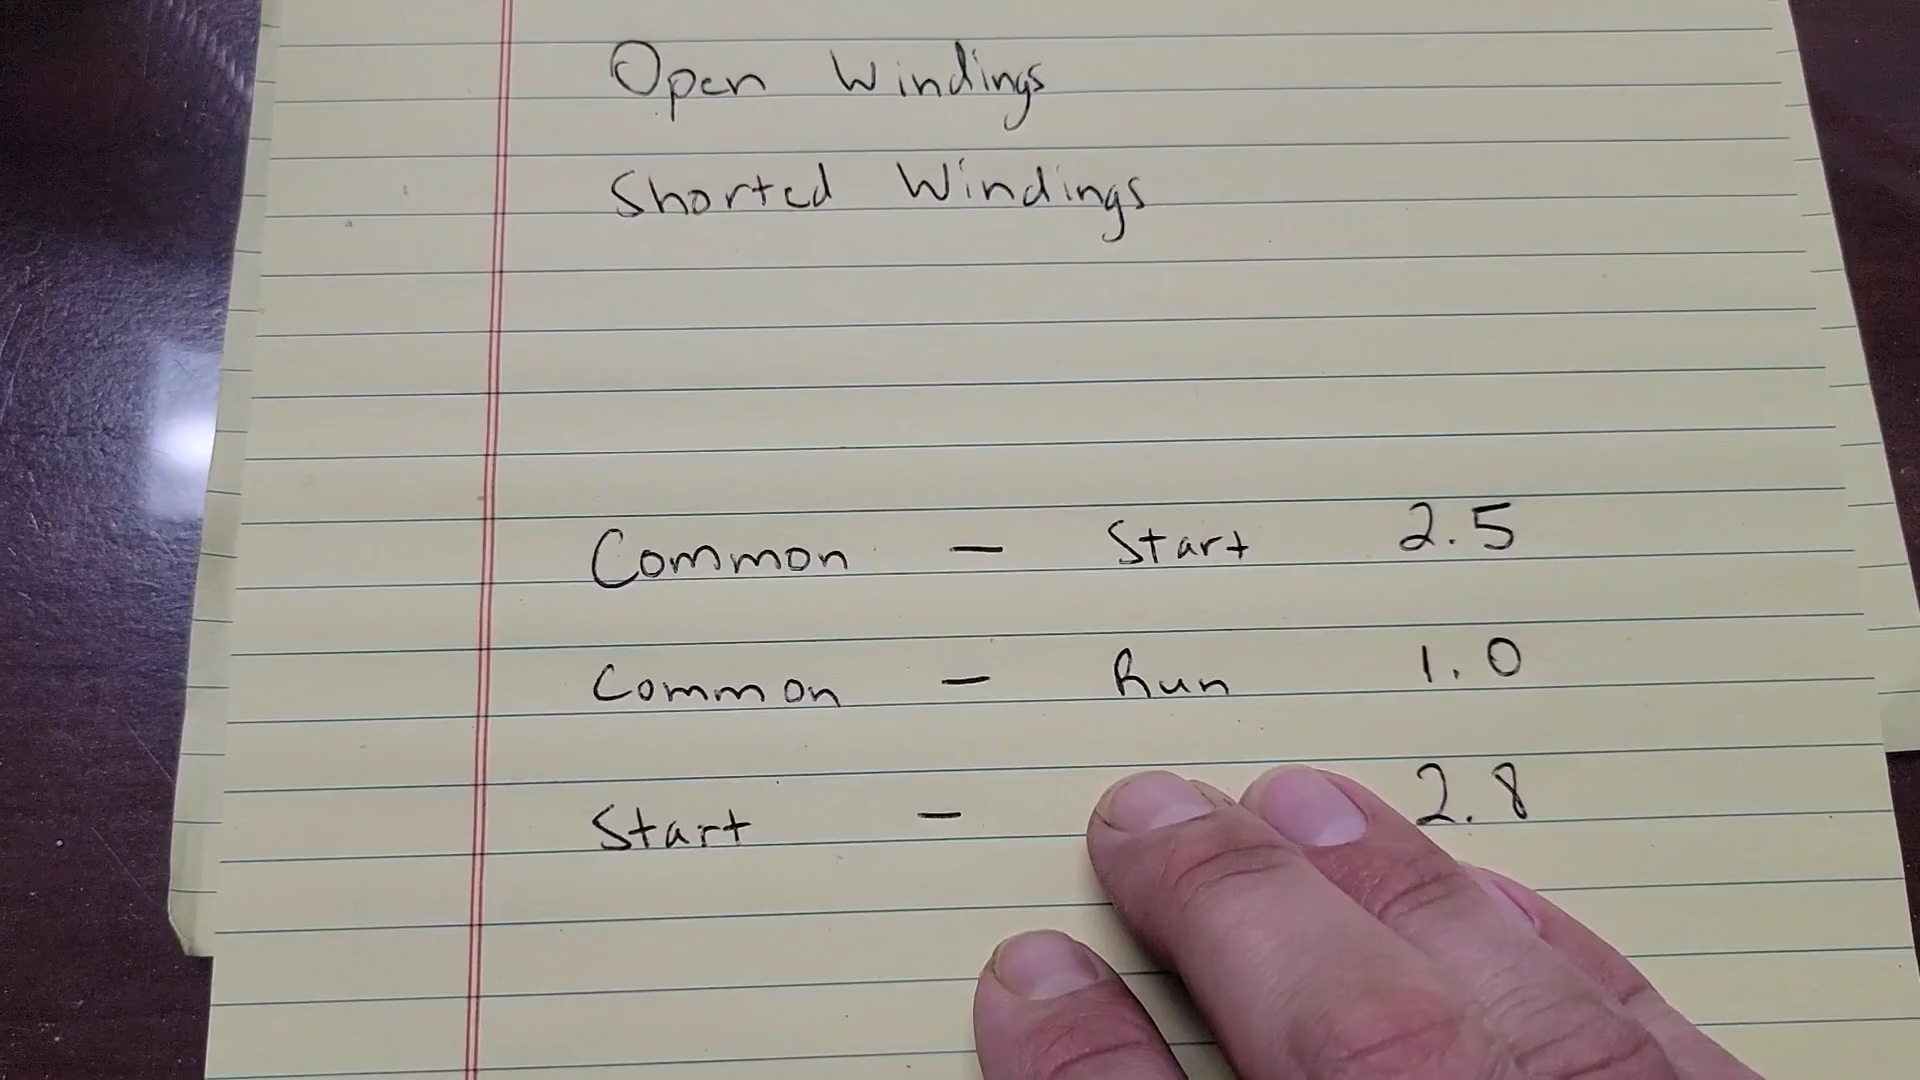 Open Windings
Shorted Windings
Common - Start 2.5
Common - Run 1.0
Start - 2.8